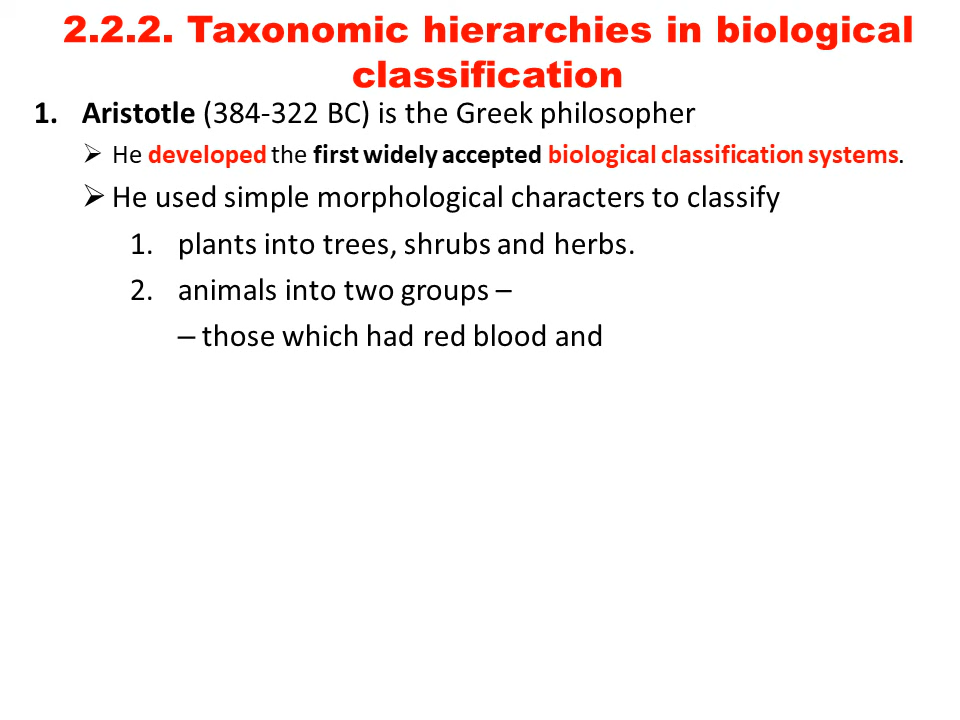 2.2.2. Taxonomic hierarchies in biological
classification
1. Aristotle (384-322 BC) is the Greek philosopher
➢ He developed the first widely accepted biological classification systems.
➢ He used simple morphological characters to classify
1. plants into trees, shrubs and herbs.
2. animals into two groups –
– those which had red blood and